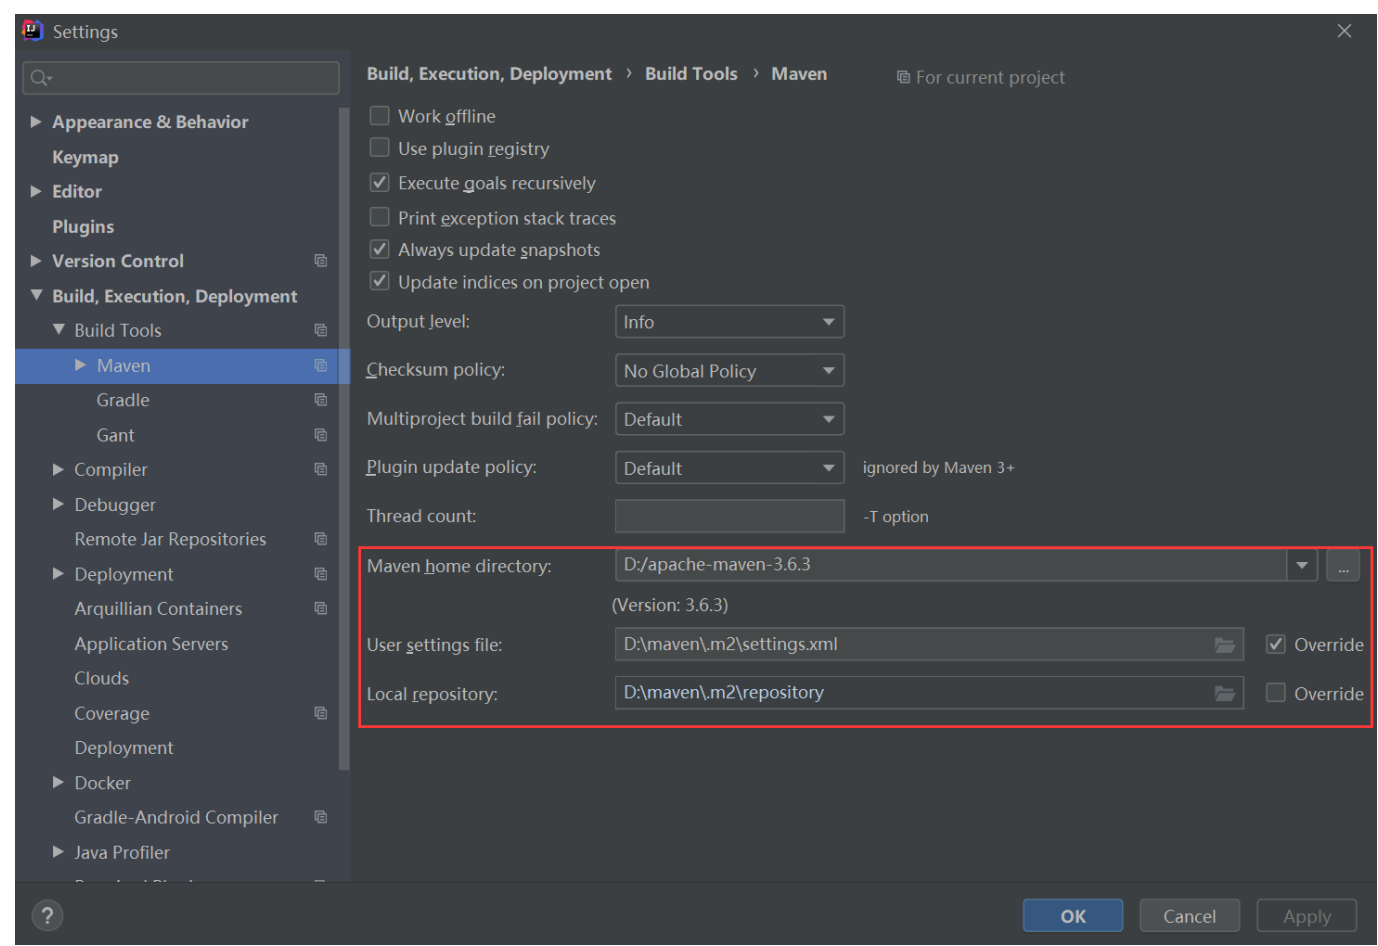 Settings
Build, Execution, Deployment › Build Tools › Maven For current project
Appearance & Behavior
Keymap
Editor
Plugins
Version Control
Build, Execution, Deployment
Build Tools
Maven
Gradle
Gant
Compiler
Debugger
Remote Jar Repositories
Deployment
Arquillian Containers
Application Servers
Clouds
Coverage
Deployment
Docker
Gradle-Android Compiler
Java Profiler
Work offline
Use plugin registry
Execute goals recursively
Print exception stack traces
Always update snapshots
Update indices on project open
Output level: Info
Checksum policy: No Global Policy
Multiproject build fail policy: Default
Plugin update policy: Default ignored by Maven 3+
Thread count: -T option
Maven home directory: D:/apache-maven-3.6.3 ...
(Version: 3.6.3)
User settings file: D:\maven\.m2\settings.xml Override
Local repository: D:\maven\.m2\repository Override
? OK Cancel Apply